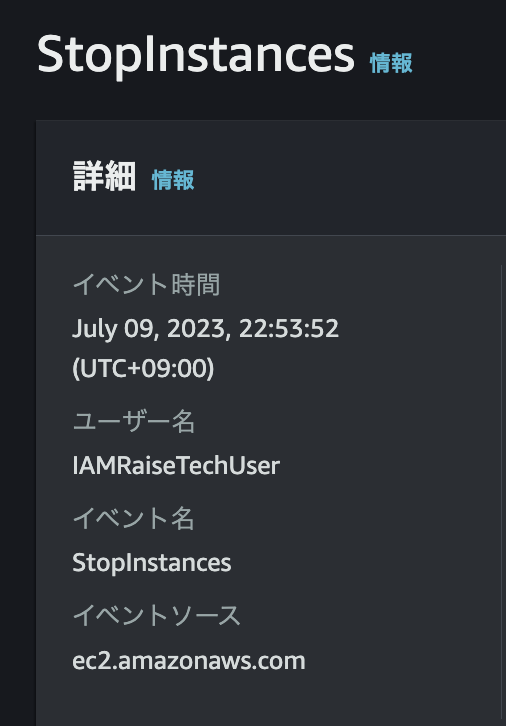 StopInstances 情報
詳細 情報
イベント時間
July 09, 2023, 22:53:52
(UTC+09:00)
ユーザー名
IAMRaiseTechUser
イベント名
StopInstances
イベントソース
ec2.amazonaws.com